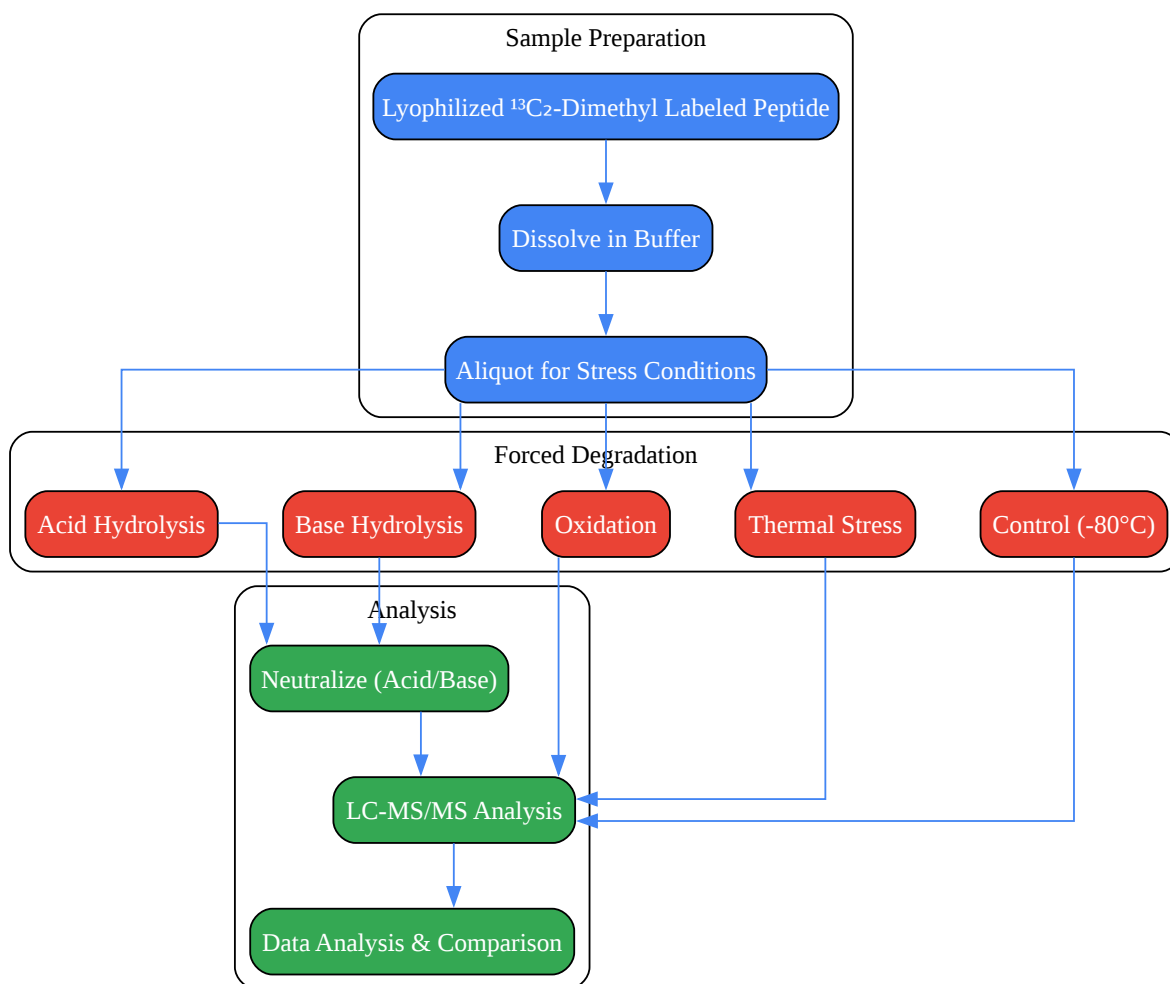 Sample Preparation
Lyophilized ¹³C₂-Dimethyl Labeled Peptide
Dissolve in Buffer
Aliquot for Stress Conditions
Forced Degradation
Acid Hydrolysis
Base Hydrolysis
Oxidation
Thermal Stress
Control (-80°C)
Analysis
Neutralize (Acid/Base)
LC-MS/MS Analysis
Data Analysis & Comparison